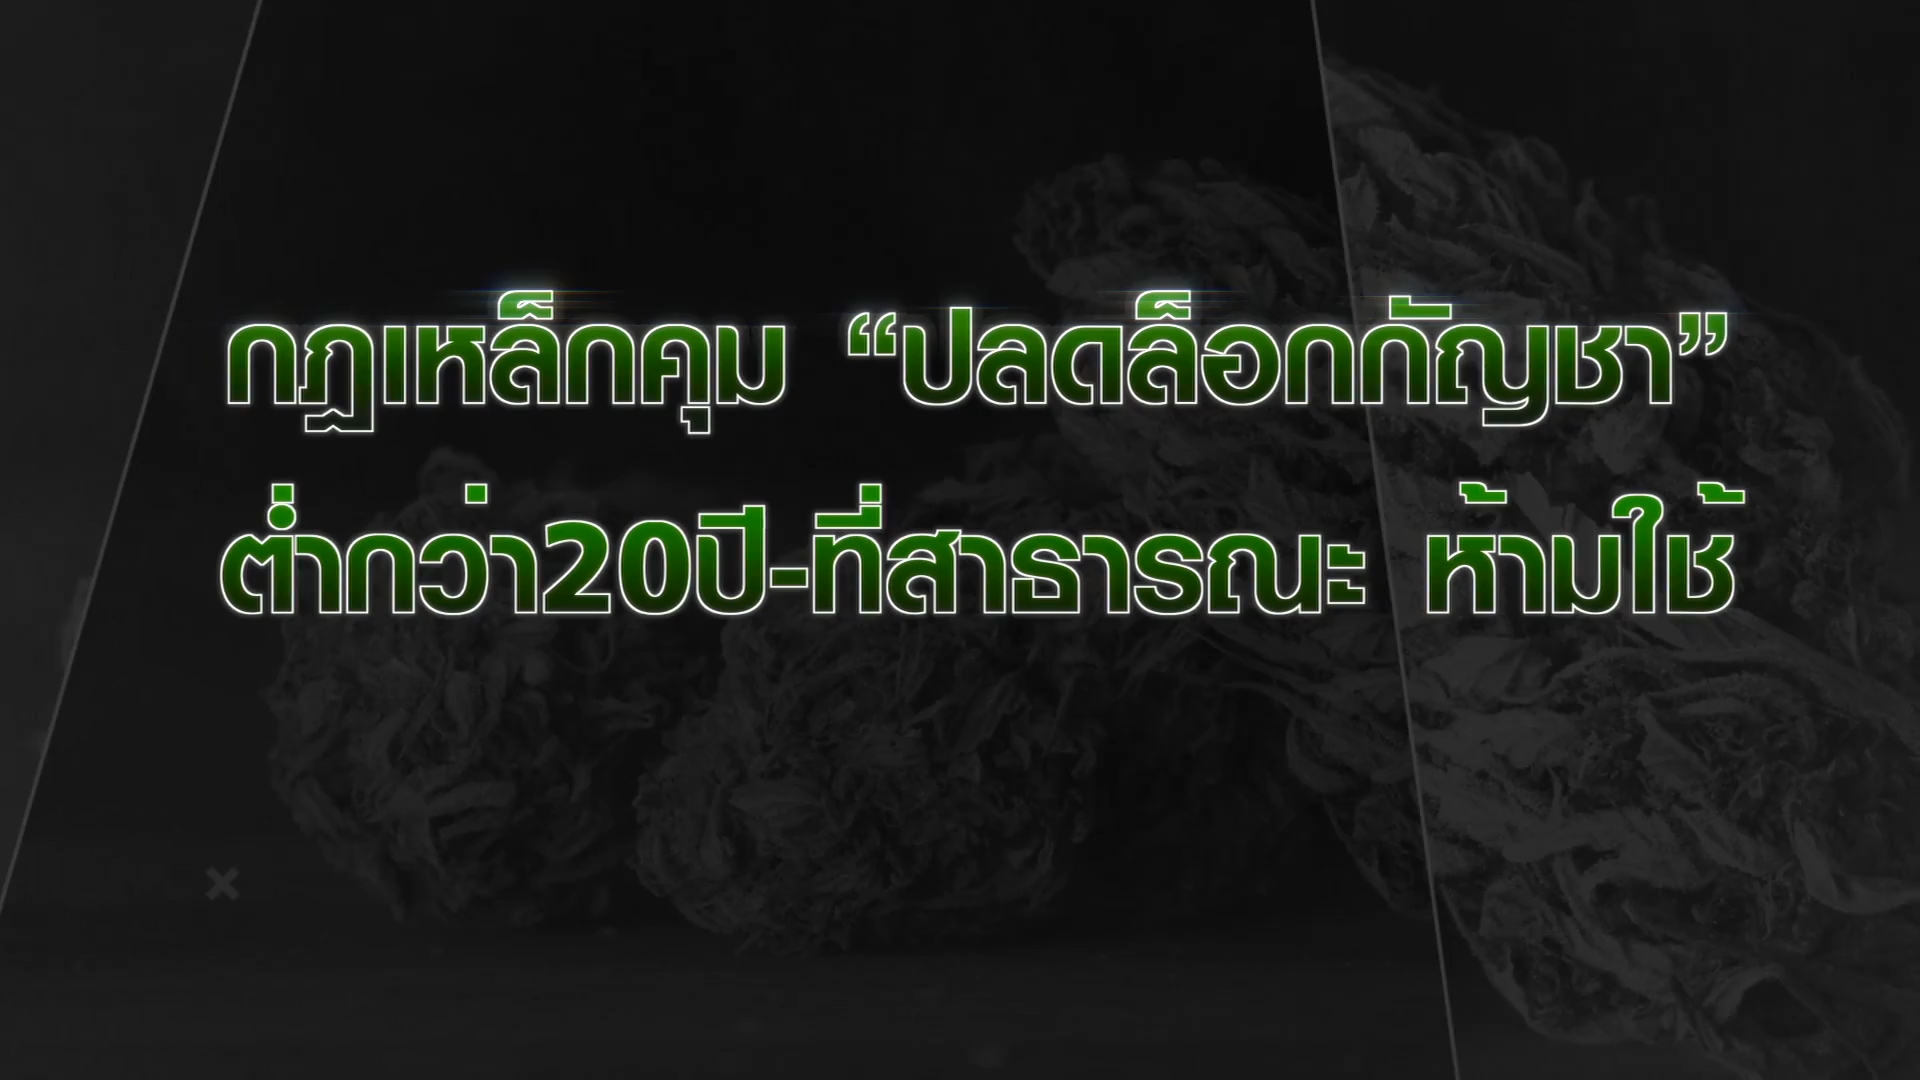 กฎเหล็กคุม “ปลดล็อกกัญชา”
ต่ำกว่า20ปี-ที่สาธารณะ ห้ามใช้